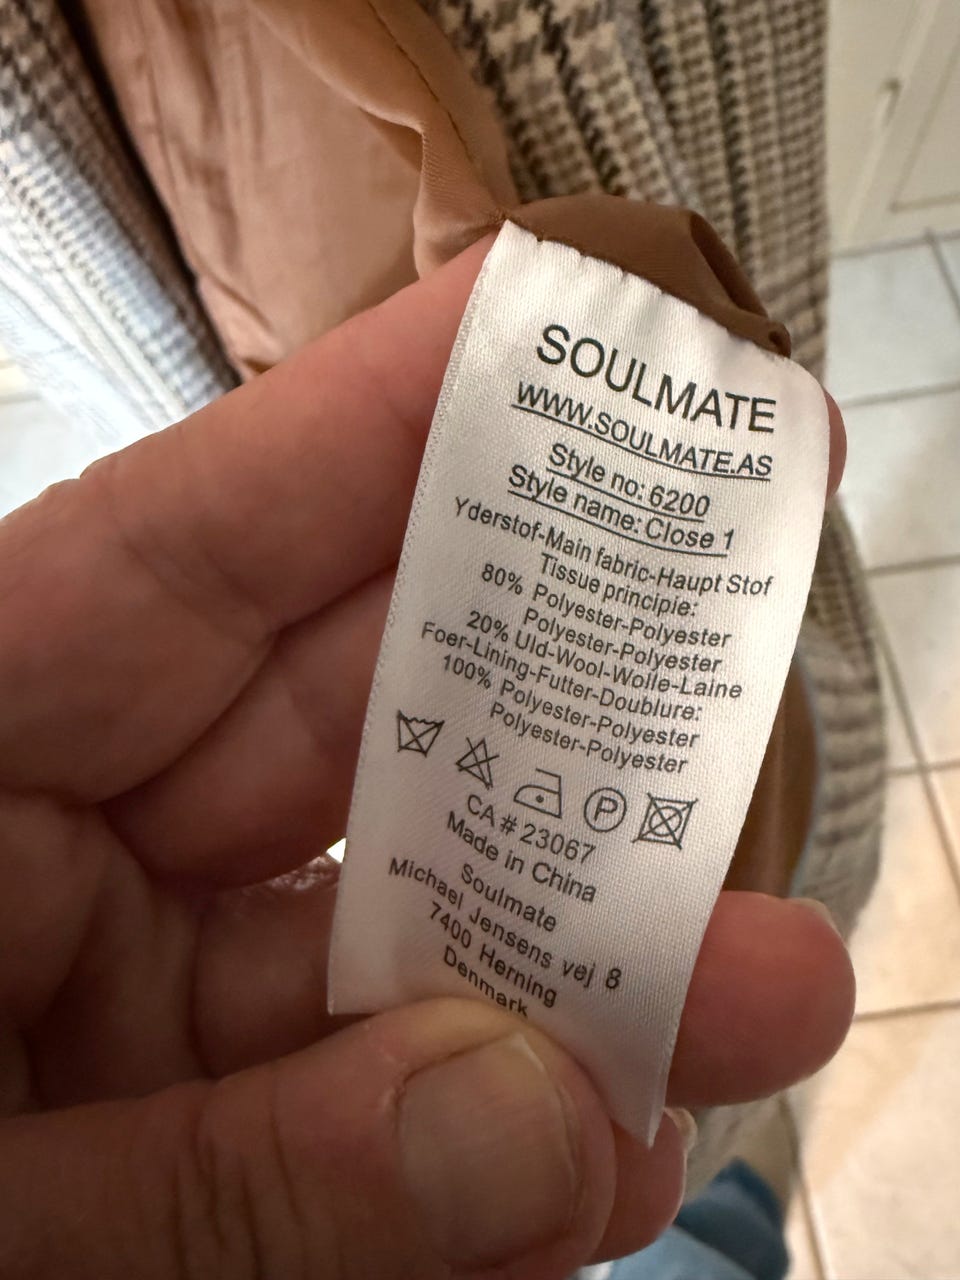 SOULMATE
WWW.SOULMATE.AS
Style no: 6200
Style name: Close 1
Yderstof-Main fabric-Haupt Stof
Tissue principie:
80% Polyester-Polyester
Polyester-Polyester
20% Uld-Wool-Wolle-Laine
Foer-Lining-Futter-Doublure:
100% Polyester-Polyester
Polyester-Polyester
P
CA # 23067
Made in China
Soulmate
Michael Jensens vej 8
7400 Herning
Denmark